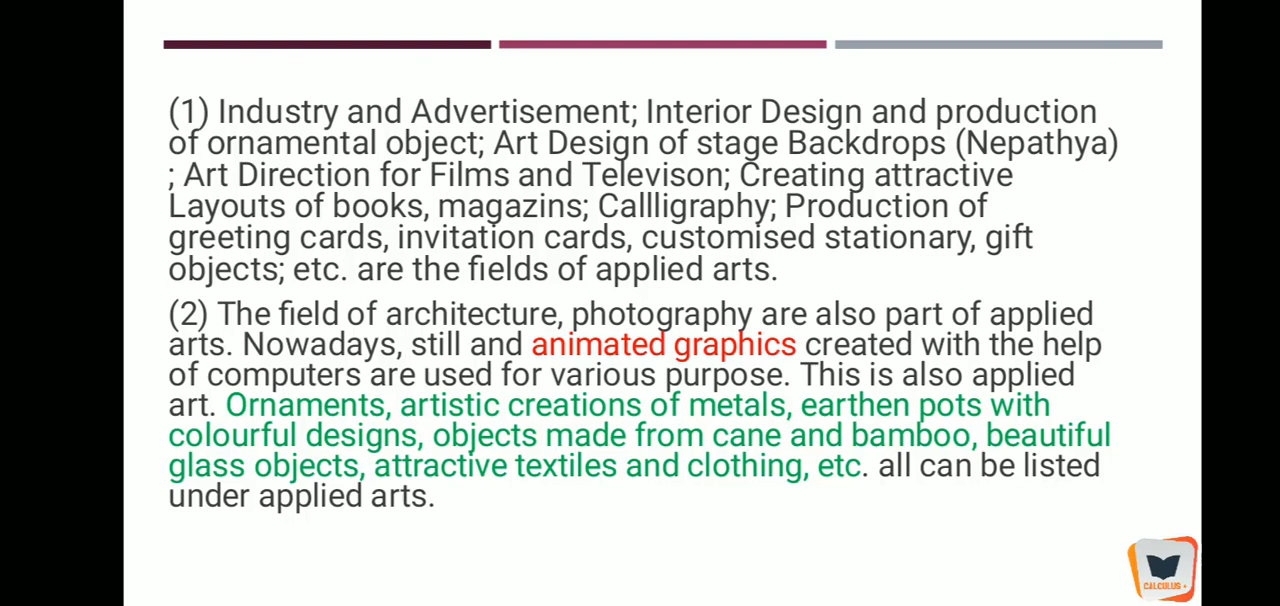 (1) Industry and Advertisement; Interior Design and production
of ornamental object; Art Design of stage Backdrops (Nepathya)
; Art Direction for Films and Televison; Creating attractive
Layouts of books, magazins; Callligraphy; Production of
greeting cards, invitation cards, customised stationary, gift
objects; etc. are the fields of applied arts.
(2) The field of architecture, photography are also part of applied
arts. Nowadays, still and animated graphics created with the help
of computers are used for various purpose. This is also applied
art. Ornaments, artistic creations of metals, earthen pots with
colourful designs, objects made from cane and bamboo, beautiful
glass objects, attractive textiles and clothing, etc. all can be listed
under applied arts.
CALCULUS +